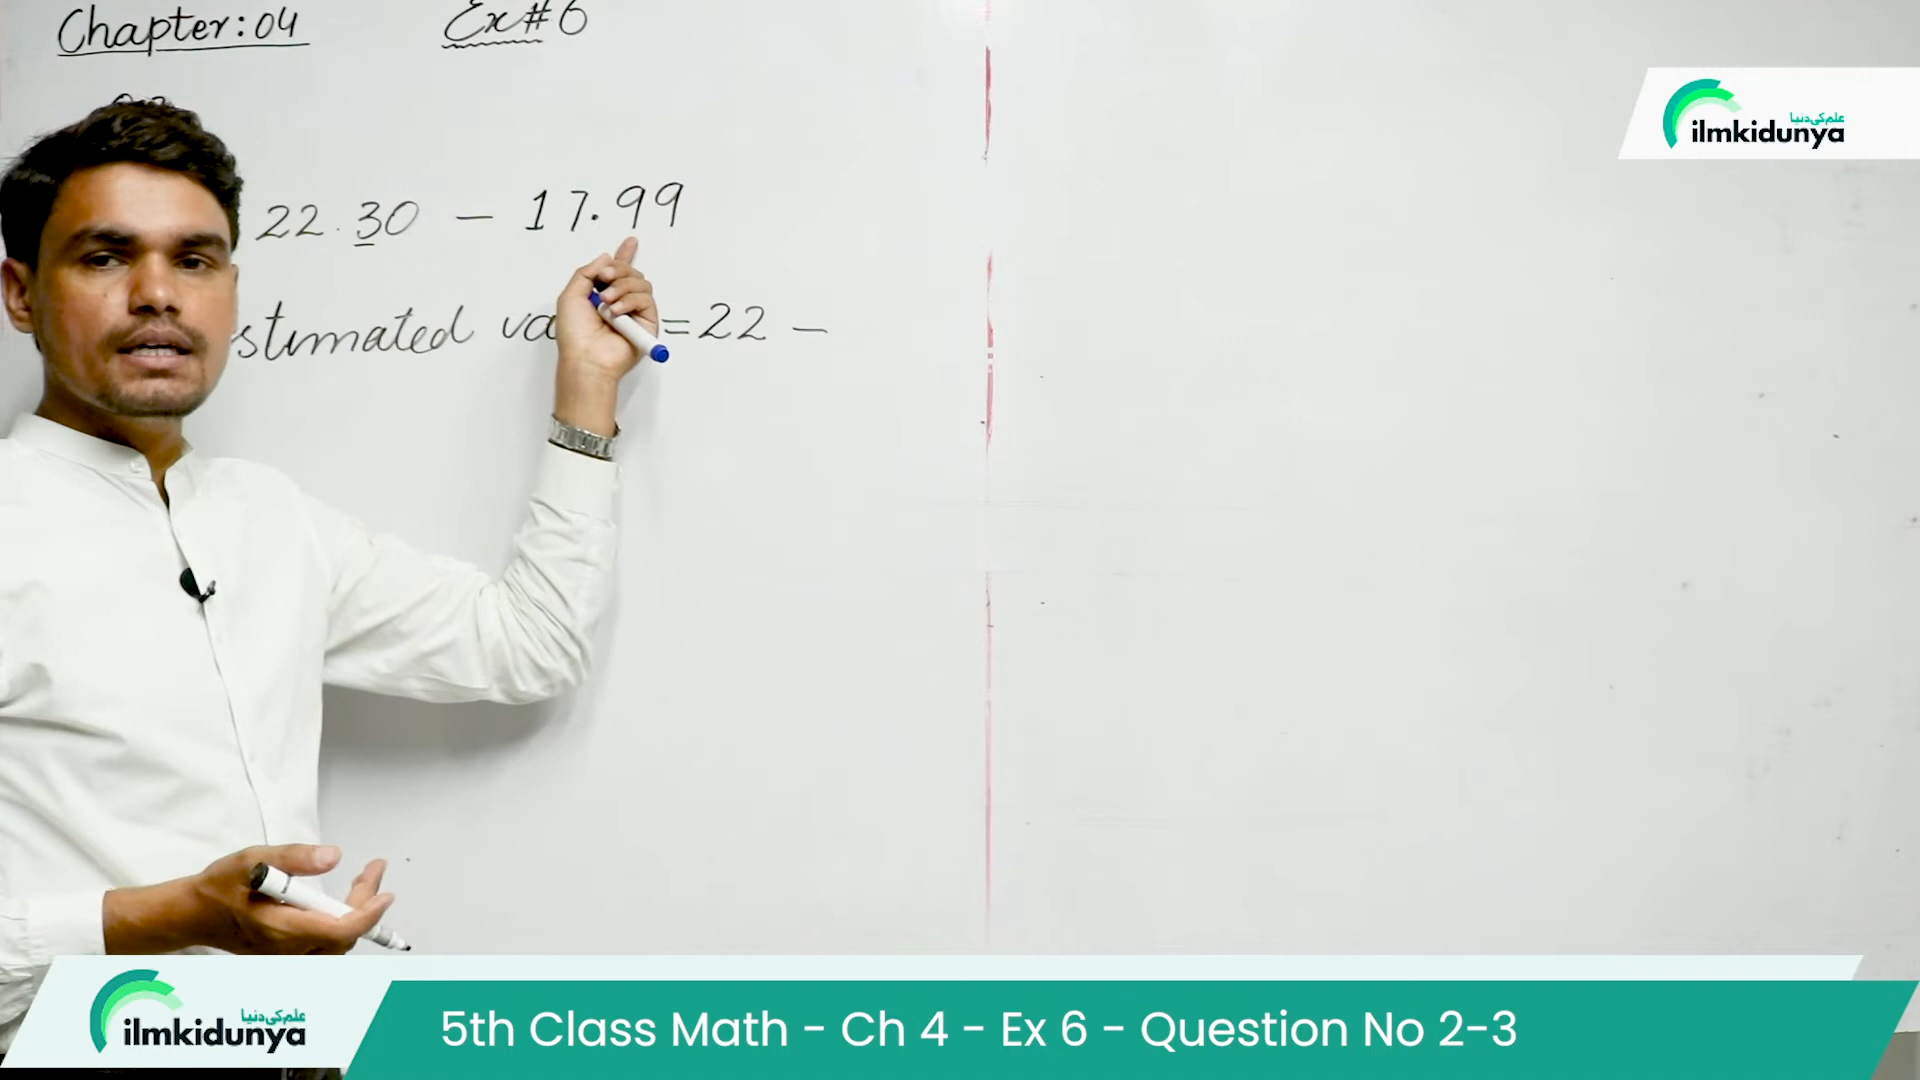 Chapter:04 Ex#6
22.30 − 17.99
stimated va =22 −
علم کی دنیا
ilmkidunya
علم کی دنیا
ilmkidunya
5th Class Math - Ch 4 - Ex 6 - Question No 2-3